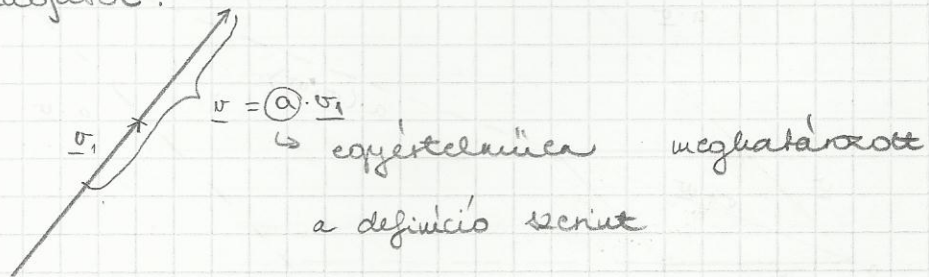 v = a · v₁
v₁
↳ egyértelműen meghatározott
a definíció szerint